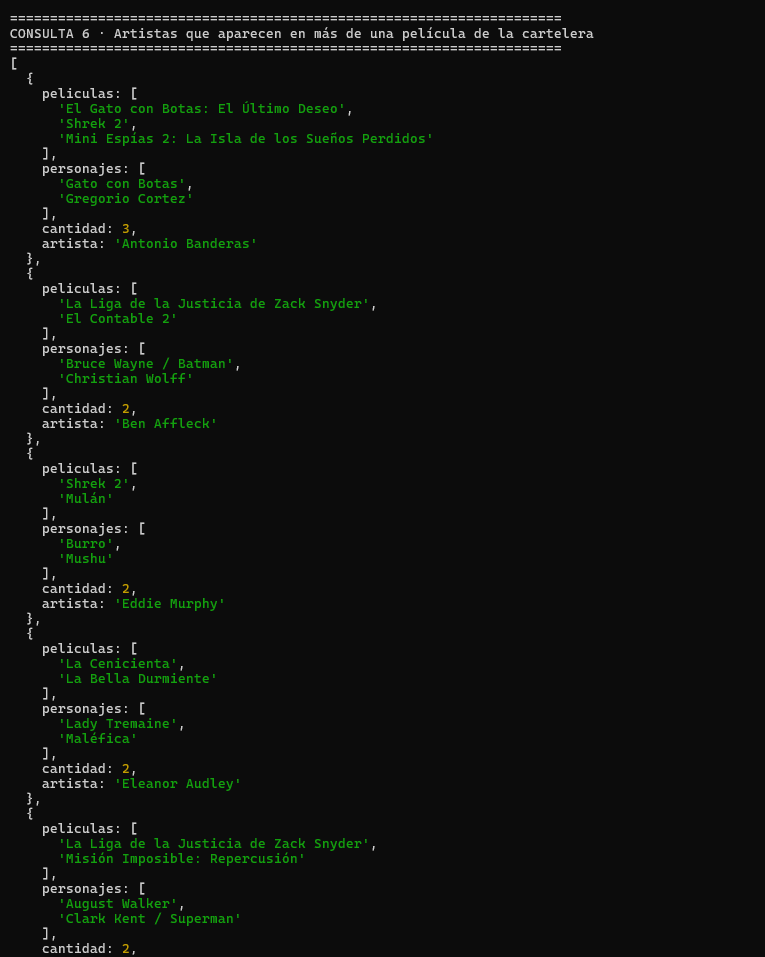 =====================================================================
CONSULTA 6 · Artistas que aparecen en más de una película de la cartelera
=====================================================================
[
  {
    peliculas: [
      'El Gato con Botas: El Último Deseo',
      'Shrek 2',
      'Mini Espías 2: La Isla de los Sueños Perdidos'
    ],
    personajes: [
      'Gato con Botas',
      'Gregorio Cortez'
    ],
    cantidad: 3,
    artista: 'Antonio Banderas'
  },
  {
    peliculas: [
      'La Liga de la Justicia de Zack Snyder',
      'El Contable 2'
    ],
    personajes: [
      'Bruce Wayne / Batman',
      'Christian Wolff'
    ],
    cantidad: 2,
    artista: 'Ben Affleck'
  },
  {
    peliculas: [
      'Shrek 2',
      'Mulán'
    ],
    personajes: [
      'Burro',
      'Mushu'
    ],
    cantidad: 2,
    artista: 'Eddie Murphy'
  },
  {
    peliculas: [
      'La Cenicienta',
      'La Bella Durmiente'
    ],
    personajes: [
      'Lady Tremaine',
      'Maléfica'
    ],
    cantidad: 2,
    artista: 'Eleanor Audley'
  },
  {
    peliculas: [
      'La Liga de la Justicia de Zack Snyder',
      'Misión Imposible: Repercusión'
    ],
    personajes: [
      'August Walker',
      'Clark Kent / Superman'
    ],
    cantidad: 2,